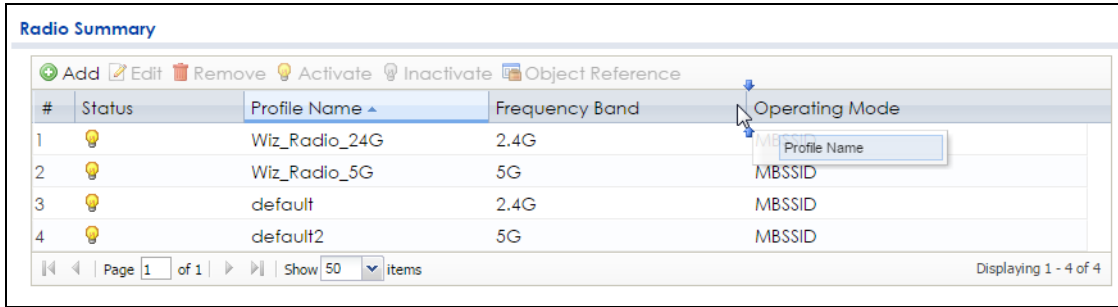 Radio Summary
Add Edit Remove Activate Inactivate Object Reference
# Status Profile Name Frequency Band Operating Mode
1 Wiz_Radio_24G 2.4G MBSSID
Profile Name
2 Wiz_Radio_5G 5G MBSSID
3 default 2.4G MBSSID
4 default2 5G MBSSID
Page 1 of 1 Show 50 items Displaying 1 - 4 of 4